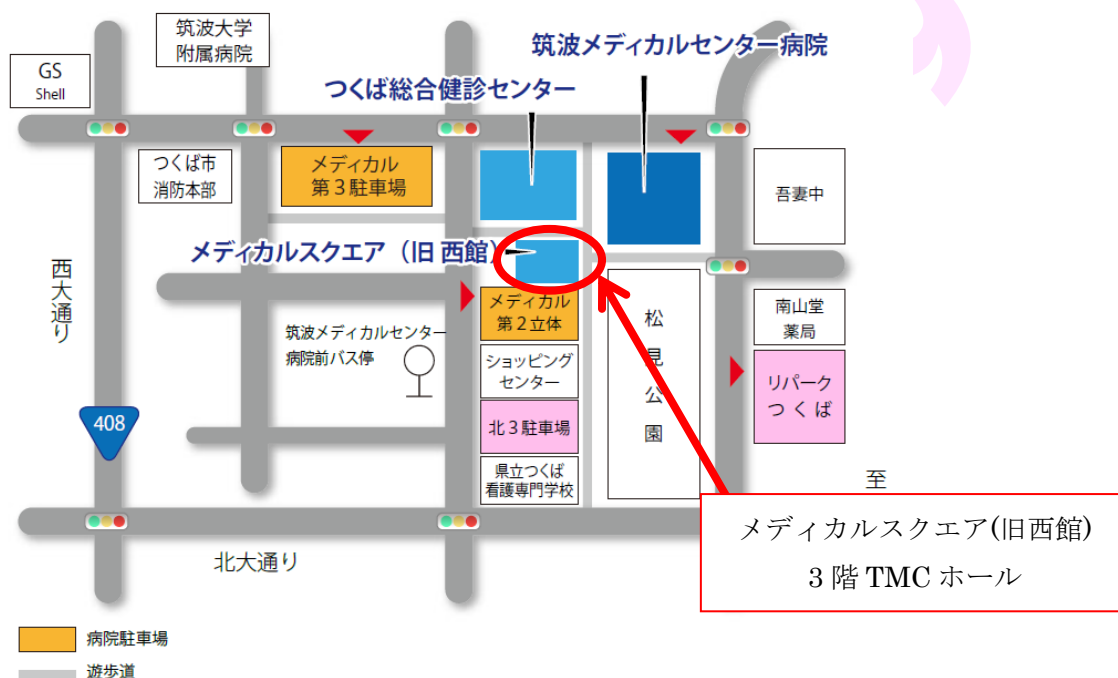 筑波大学
附属病院
GS
Shell
筑波メディカルセンター病院
つくば総合健診センター
つくば市
消防本部
メディカル
第３駐車場
吾妻中
メディカルスクエア（旧 西館）
西大通り
メディカル
第２立体
松見公園
南山堂
薬局
筑波メディカルセンター
病院前バス停
ショッピング
センター
リパーク
つくば
408
北３駐車場
県立つくば
看護専門学校
至
メディカルスクエア(旧西館)
３階 TMC ホール
北大通り
病院駐車場
遊歩道